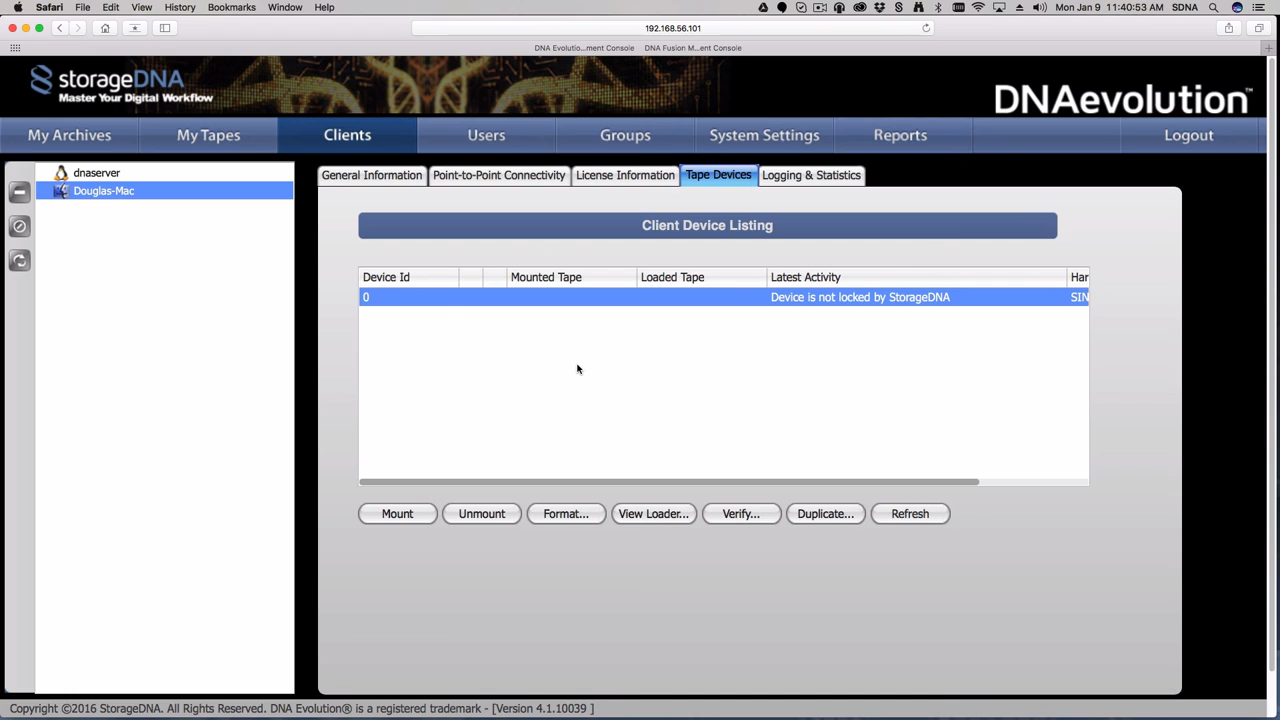 Safari File Edit View History Bookmarks Window Help
Mon Jan 9 11:40:53 AM SDNA
192.168.56.101
DNA Evolutio...ment Console DNA Fusion M...ent Console
storageDNA
Master Your Digital Workflow
DNAevolution™
My Archives My Tapes Clients Users Groups System Settings Reports Logout
dnaserver
Douglas-Mac
General Information Point-to-Point Connectivity License Information Tape Devices Logging & Statistics
Client Device Listing
Device Id Mounted Tape Loaded Tape Latest Activity Har
0 Device is not locked by StorageDNA SIN
Mount Unmount Format... View Loader... Verify... Duplicate... Refresh
Copyright ©2016 StorageDNA. All Rights Reserved. DNA Evolution® is a registered trademark - [Version 4.1.10039 ]